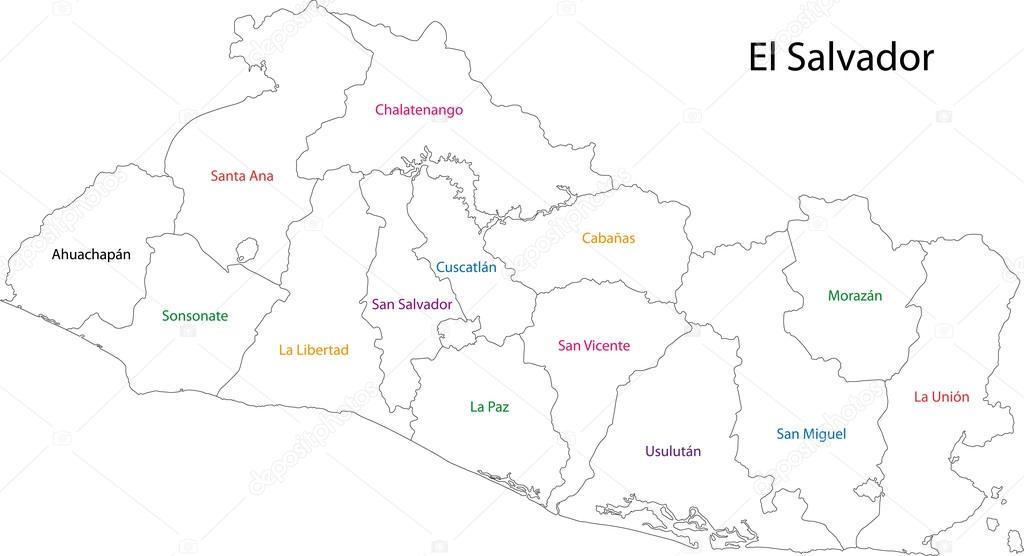 El Salvador
Chalatenango
Santa Ana
Cabañas
Ahuachapán
Cuscatlán
Morazán
San Salvador
Sonsonate
San Vicente
La Libertad
La Unión
La Paz
San Miguel
Usulután
depositphotos